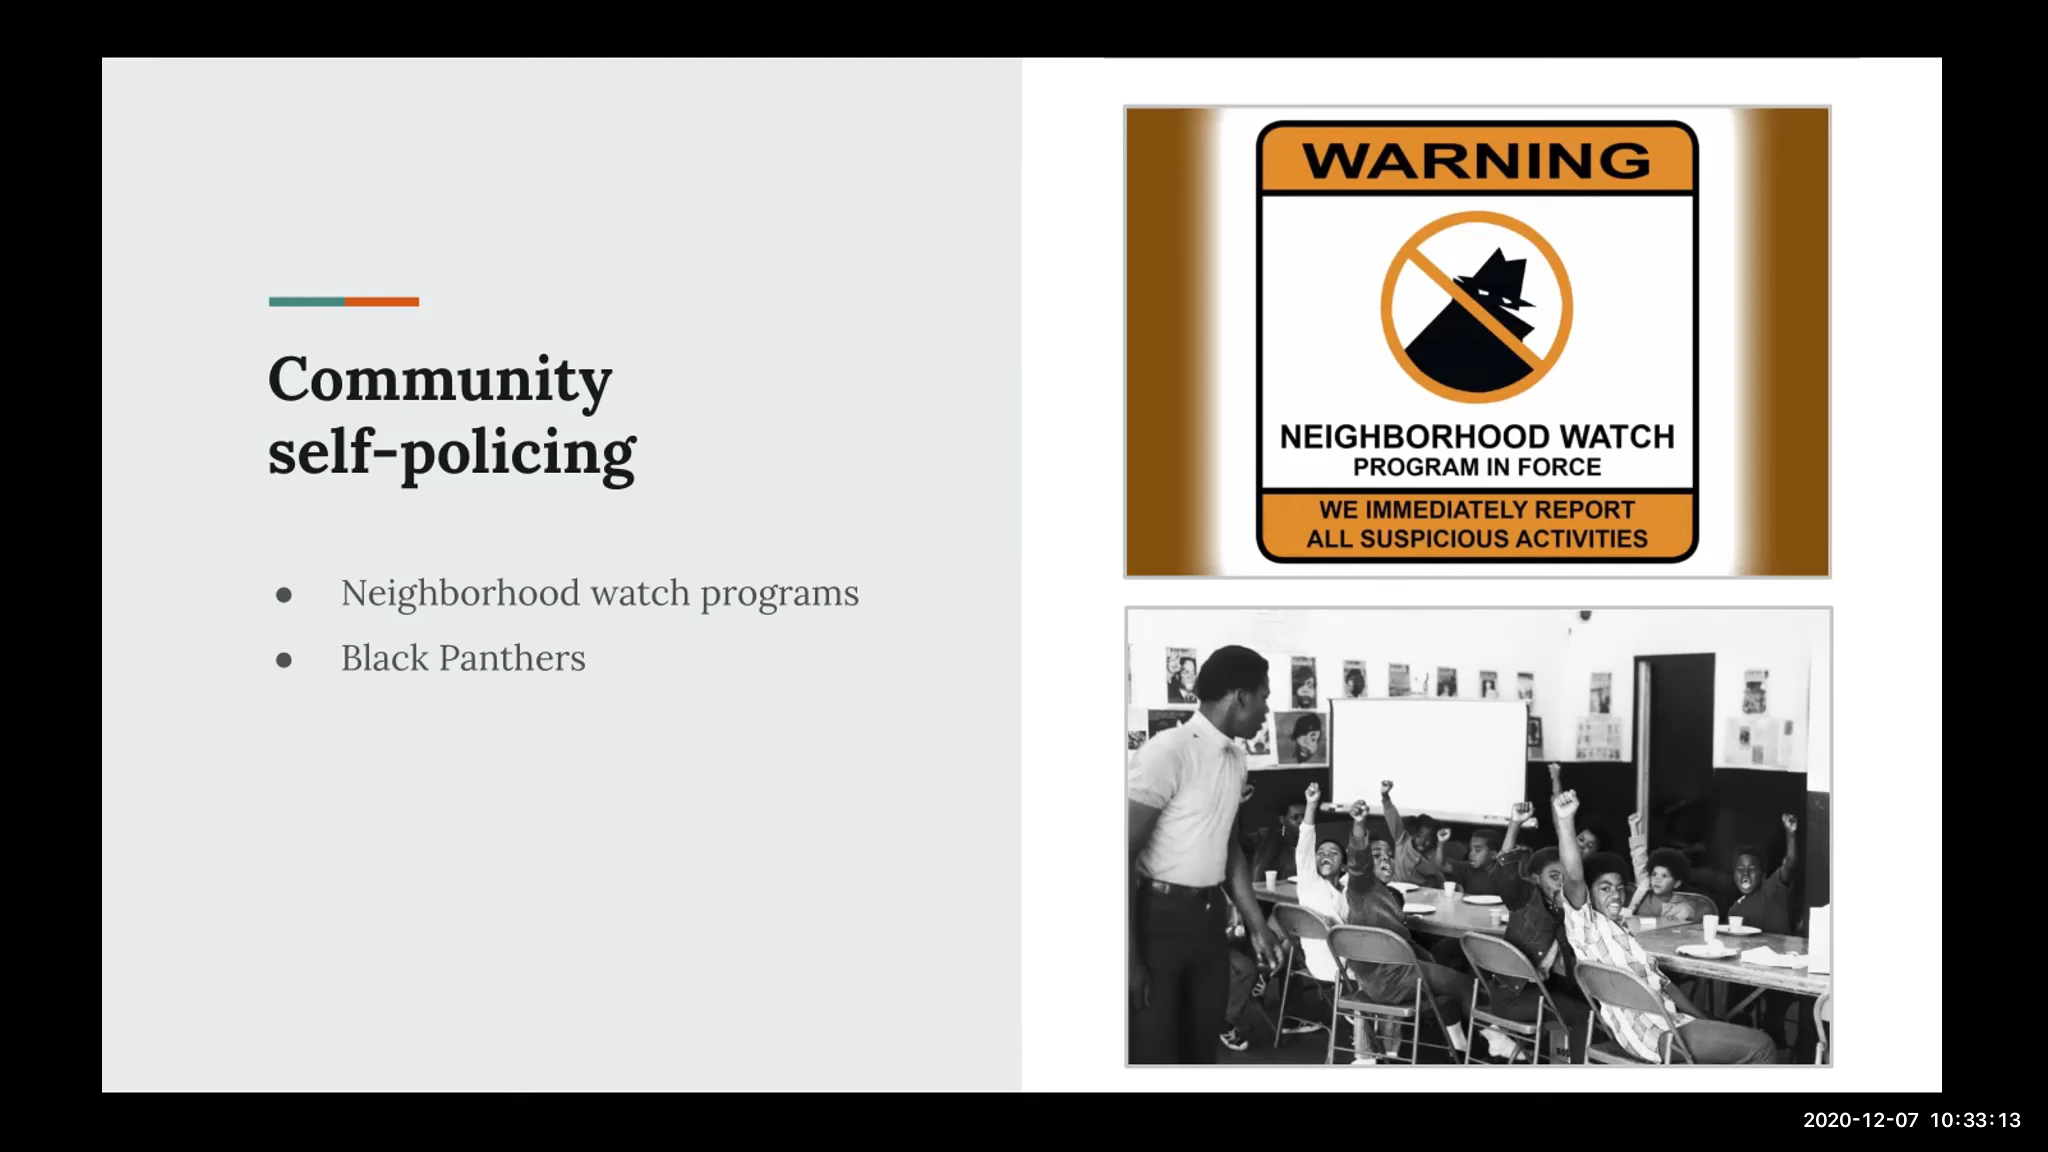 Community
self-policing
● Neighborhood watch programs
● Black Panthers
WARNING
NEIGHBORHOOD WATCH
PROGRAM IN FORCE
WE IMMEDIATELY REPORT
ALL SUSPICIOUS ACTIVITIES
2020-12-07 10:33:13